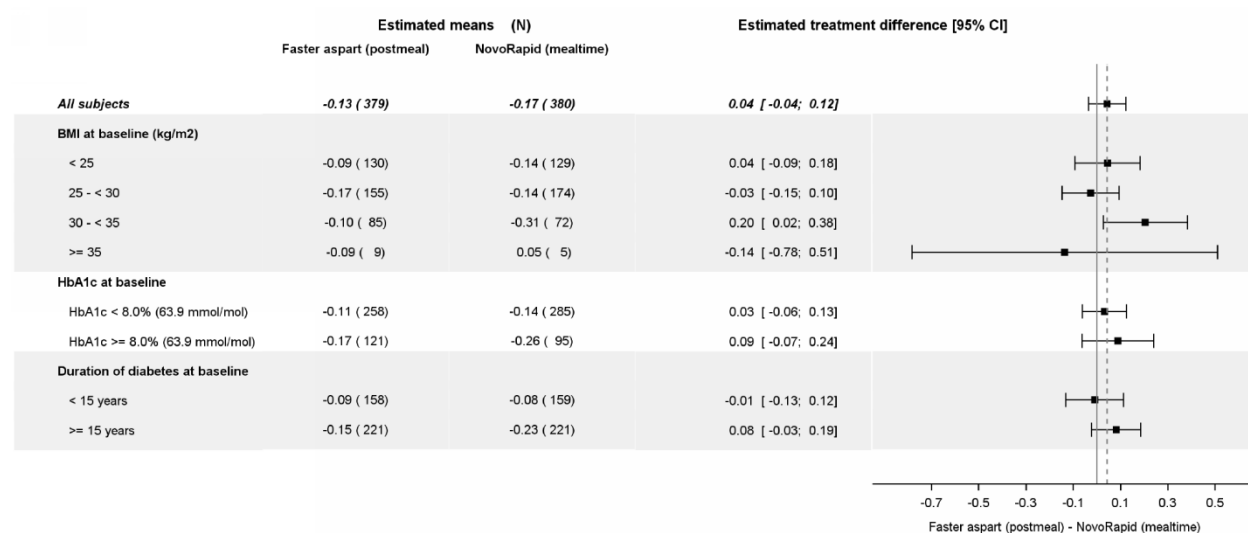 Estimated means (N) Estimated treatment difference [95% CI]
Faster aspart (postmeal) NovoRapid (mealtime)
All subjects -0.13 ( 379) -0.17 ( 380) 0.04 [ -0.04; 0.12]
BMI at baseline (kg/m2)
< 25 -0.09 ( 130) -0.14 ( 129) 0.04 [ -0.09; 0.18]
25 - < 30 -0.17 ( 155) -0.14 ( 174) -0.03 [ -0.15; 0.10]
30 - < 35 -0.10 ( 85) -0.31 ( 72) 0.20 [ 0.02; 0.38]
>= 35 -0.09 ( 9) 0.05 ( 5) -0.14 [ -0.78; 0.51]
HbA1c at baseline
HbA1c < 8.0% (63.9 mmol/mol) -0.11 ( 258) -0.14 ( 285) 0.03 [ -0.06; 0.13]
HbA1c >= 8.0% (63.9 mmol/mol) -0.17 ( 121) -0.26 ( 95) 0.09 [ -0.07; 0.24]
Duration of diabetes at baseline
< 15 years -0.09 ( 158) -0.08 ( 159) -0.01 [ -0.13; 0.12]
>= 15 years -0.15 ( 221) -0.23 ( 221) 0.08 [ -0.03; 0.19]
-0.7 -0.5 -0.3 -0.1 0.1 0.3 0.5
Faster aspart (postmeal) - NovoRapid (mealtime)